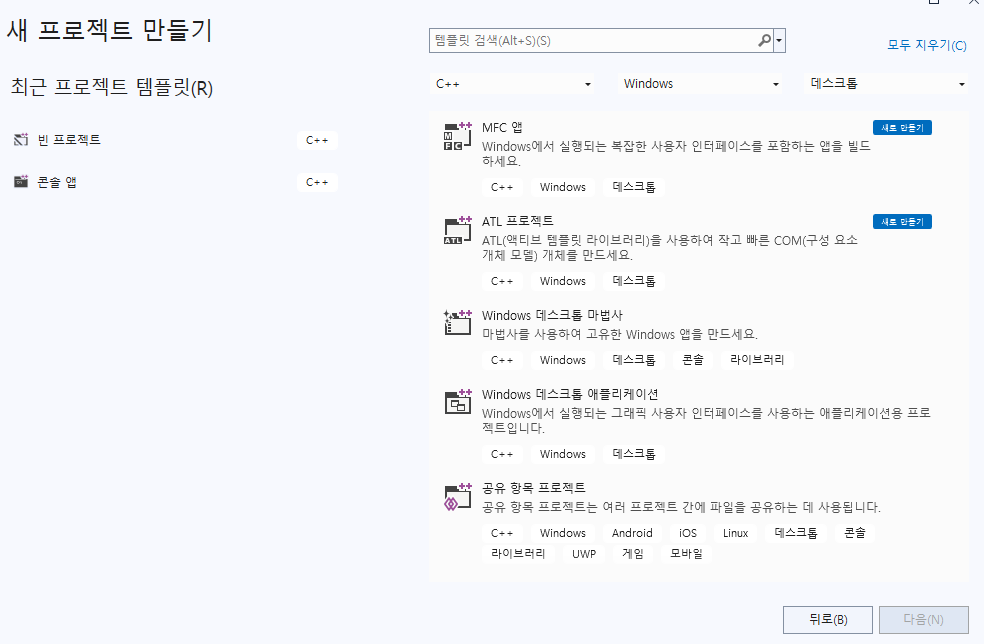 새 프로젝트 만들기
템플릿 검색(Alt+S)(S)
모두 지우기(C)
최근 프로젝트 템플릿(R)
C++ Windows 데스크톱
빈 프로젝트 C++
콘솔 앱 C++
MFC 앱 새로 만들기
Windows에서 실행되는 복잡한 사용자 인터페이스를 포함하는 앱을 빌드
하세요.
C++ Windows 데스크톱
ATL 프로젝트 새로 만들기
ATL(액티브 템플릿 라이브러리)을 사용하여 작고 빠른 COM(구성 요소
개체 모델) 개체를 만드세요.
C++ Windows 데스크톱
Windows 데스크톱 마법사
마법사를 사용하여 고유한 Windows 앱을 만드세요.
C++ Windows 데스크톱 콘솔 라이브러리
Windows 데스크톱 애플리케이션
Windows에서 실행되는 그래픽 사용자 인터페이스를 사용하는 애플리케이션용 프로
젝트입니다.
C++ Windows 데스크톱
공유 항목 프로젝트
공유 항목 프로젝트는 여러 프로젝트 간에 파일을 공유하는 데 사용됩니다.
C++ Windows Android iOS Linux 데스크톱 콘솔
라이브러리 UWP 게임 모바일
뒤로(B) 다음(N)